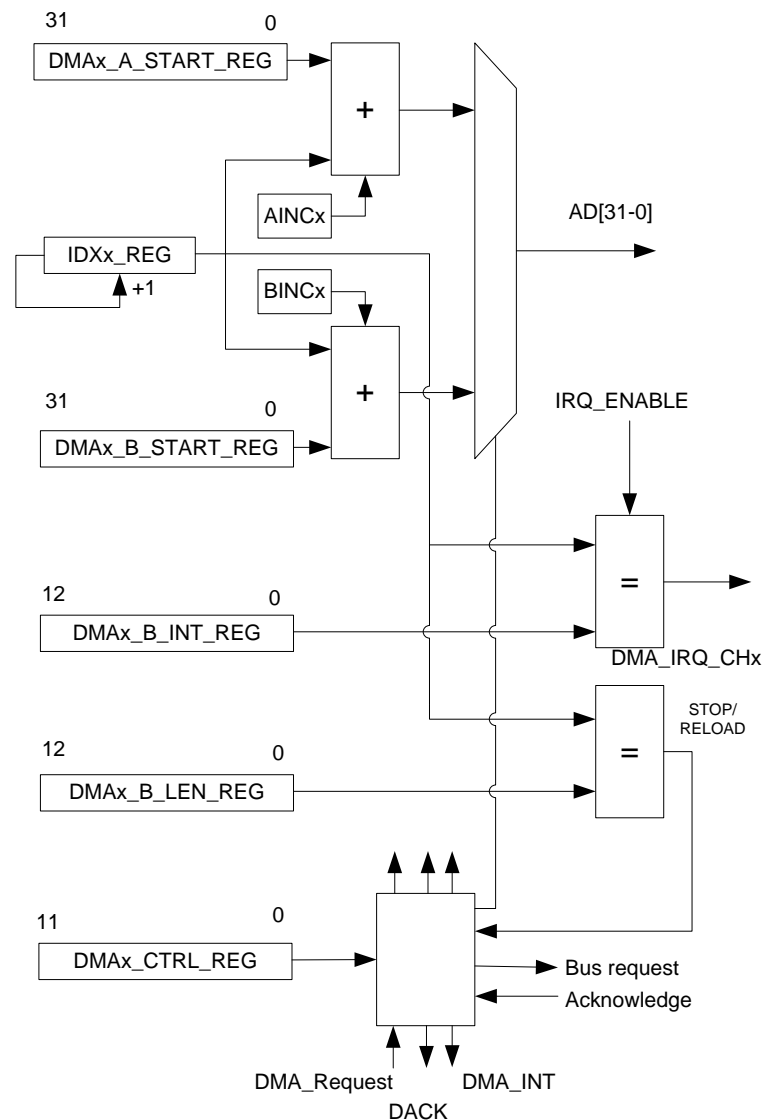 31 0
DMAx_A_START_REG
+
AINCx
AD[31-0]
IDXx_REG
+1
BINCx
+
31 0
DMAx_B_START_REG
IRQ_ENABLE
=
12 0
DMAx_B_INT_REG
DMA_IRQ_CHx
STOP/
RELOAD
=
12 0
DMAx_B_LEN_REG
11 0
DMAx_CTRL_REG
Bus request
Acknowledge
DMA_Request
DMA_INT
DACK